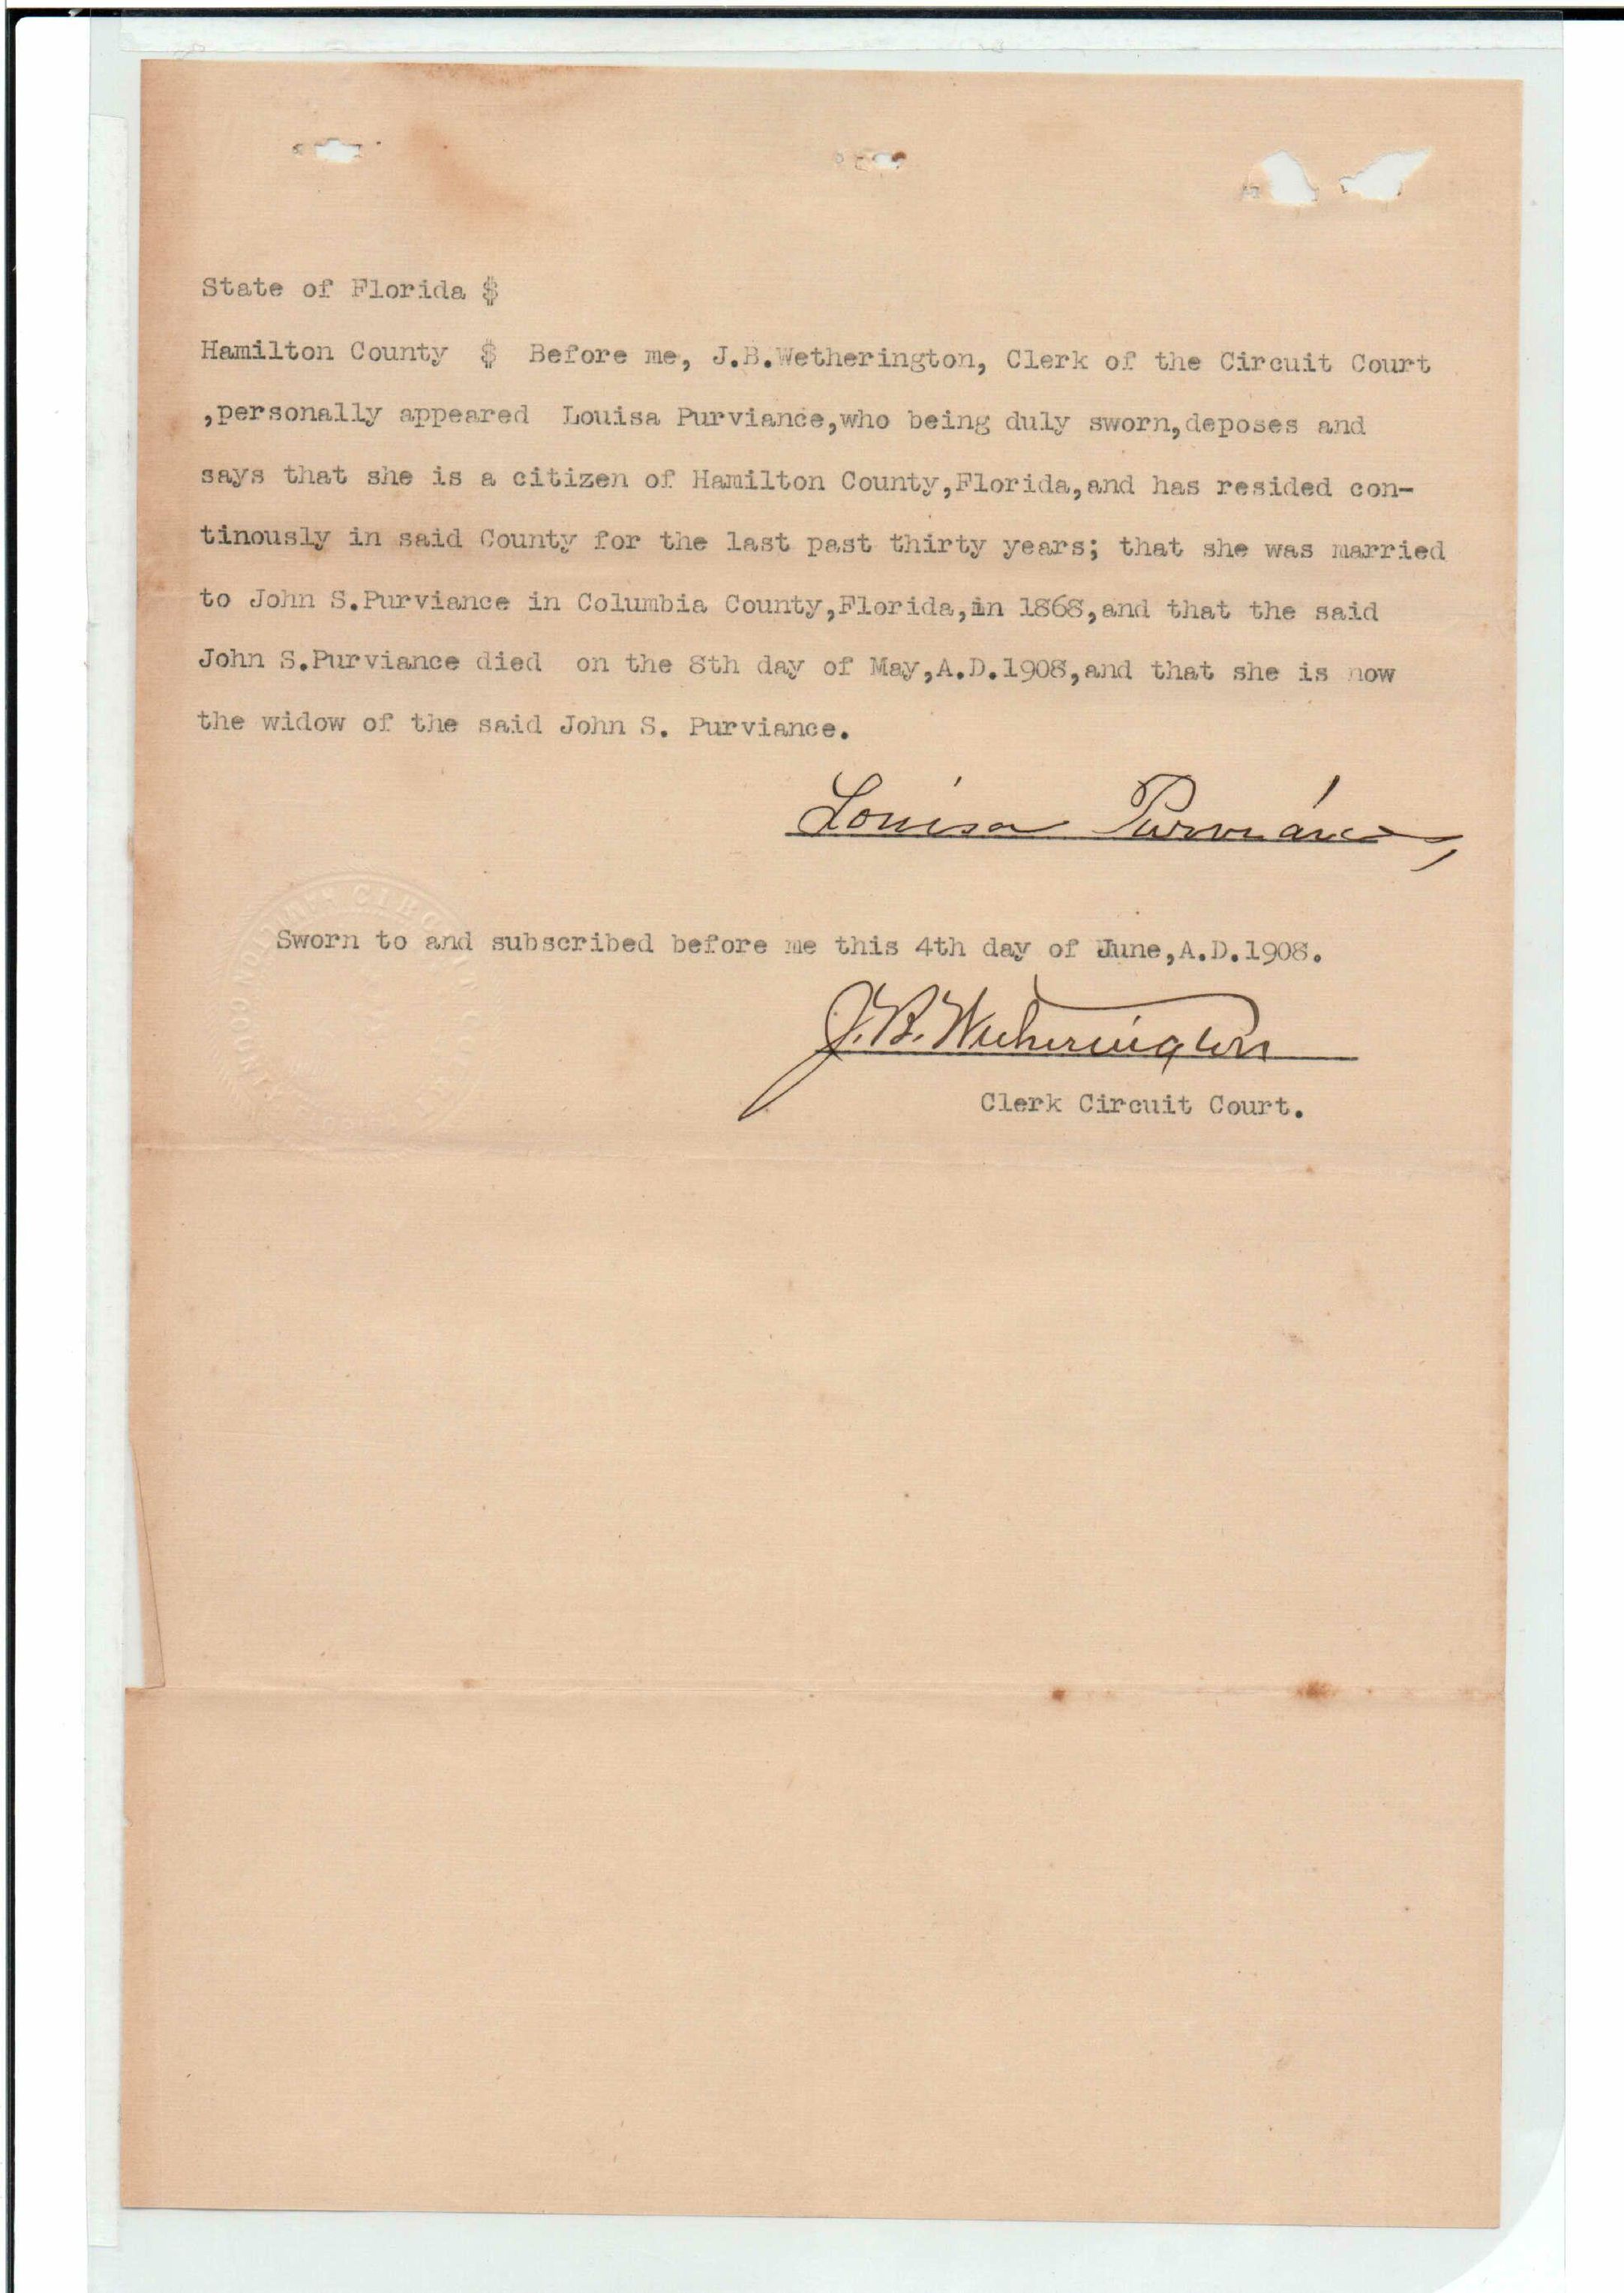 State of Florida $
Hamilton County $ Before me, J.B.Wetherington, Clerk of the Circuit Court
,personally appeared Louisa Purviance,who being duly sworn,deposes and
says that she is a citizen of Hamilton County,Florida,and has resided con-
tinously in said County for the last past thirty years; that she was married
to John S.Purviance in Columbia County,Florida,in 1868,and that the said
John S.Purviance died on the 8th day of May,A.D.1908,and that she is now
the widow of the said John S. Purviance.
Louisa Purviance,
Sworn to and subscribed before me this 4th day of June,A.D.1908.
J.B. Wetherington
Clerk Circuit Court.